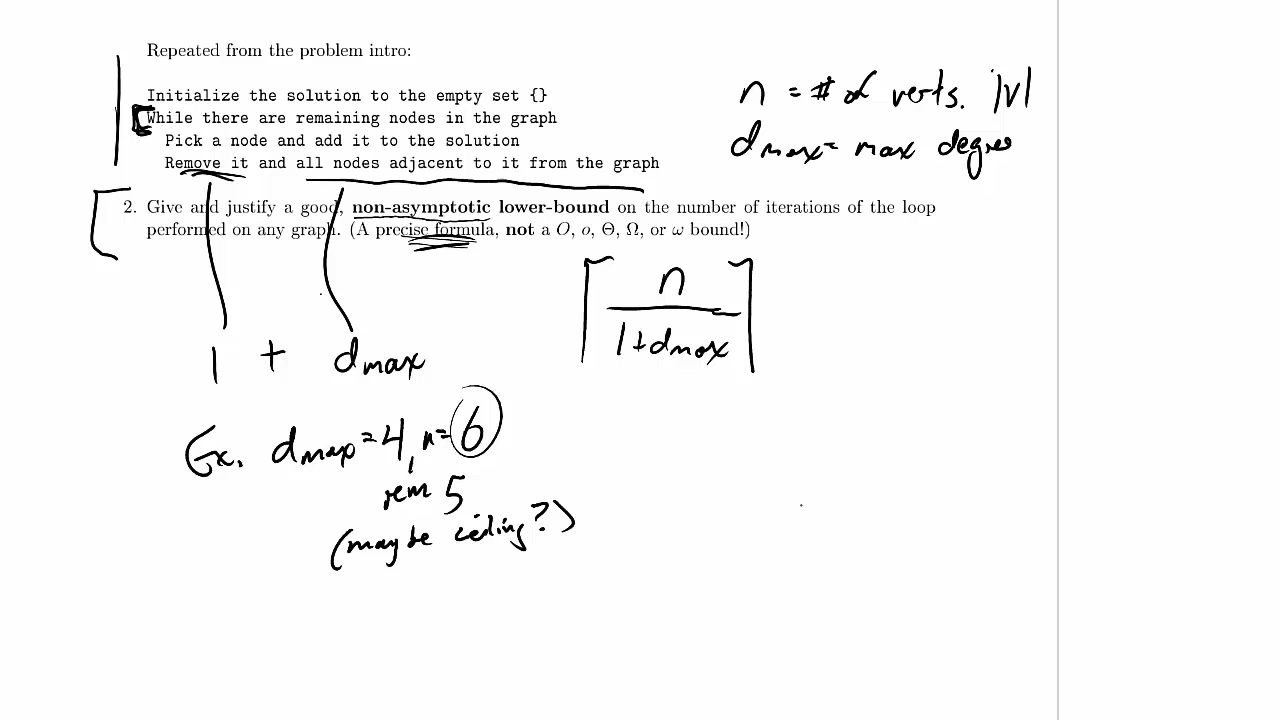 Repeated from the problem intro:
Initialize the solution to the empty set {}
While there are remaining nodes in the graph
Pick a node and add it to the solution
Remove it and all nodes adjacent to it from the graph
n = # of verts. |V|
dmax = max degree
2. Give and justify a good, non-asymptotic lower-bound on the number of iterations of the loop
performed on any graph. (A precise formula, not a O, o, Θ, Ω, or ω bound!)
⌈ n / 1+dmax ⌉
1 + dmax
Ex. dmax=4, n=6
rem 5
(maybe ceiling?)